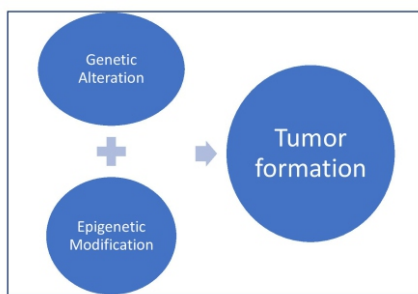 Genetic
Alteration
Epigenetic
Modification
Tumor
formation